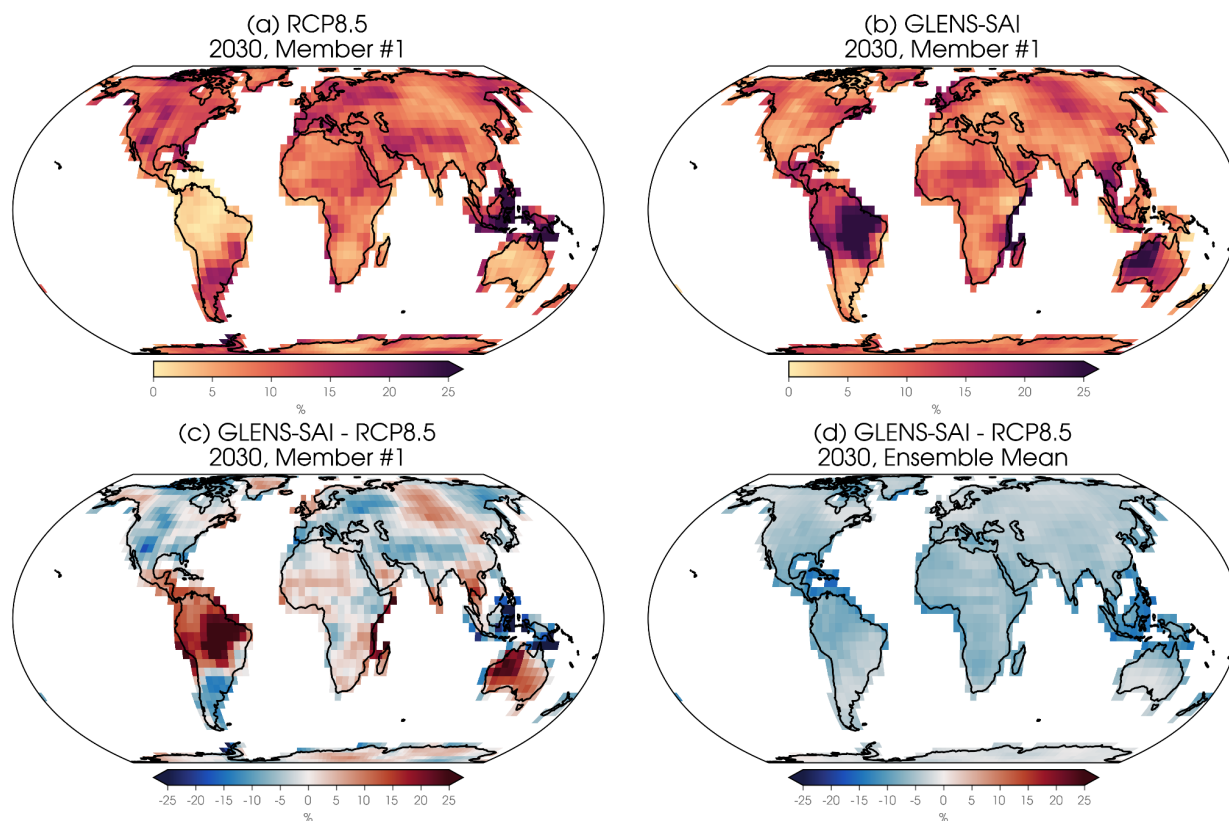 (a) RCP8.5
2030, Member #1
(b) GLENS-SAI
2030, Member #1
0 5 10 15 20 25
%
0 5 10 15 20 25
%
(c) GLENS-SAI - RCP8.5
2030, Member #1
(d) GLENS-SAI - RCP8.5
2030, Ensemble Mean
-25 -20 -15 -10 -5 0 5 10 15 20 25
%
-25 -20 -15 -10 -5 0 5 10 15 20 25
%